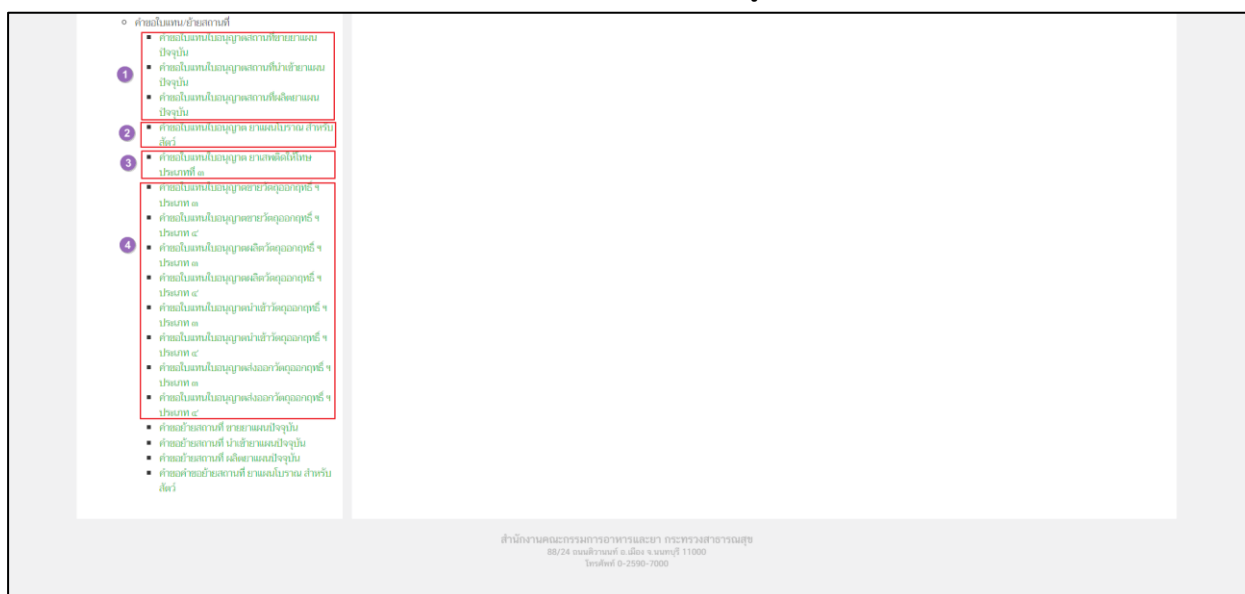 คำขอใบแทน/ย้ายสถานที่
คำขอใบแทนใบอนุญาตสถานที่ขายยาแผน
ปัจจุบัน
คำขอใบแทนใบอนุญาตสถานที่นำเข้ายาแผน
ปัจจุบัน
คำขอใบแทนใบอนุญาตสถานที่ผลิตยาแผน
ปัจจุบัน
คำขอใบแทนใบอนุญาต ยาแผนโบราณ สำหรับ
สัตว์
คำขอใบแทนใบอนุญาต ยาเสพติดให้โทษ
ประเภทที่ ๓
คำขอใบแทนใบอนุญาตขายวัตถุออกฤทธิ์ ฯ
ประเภท ๓
คำขอใบแทนใบอนุญาตขายวัตถุออกฤทธิ์ ฯ
ประเภท ๔
คำขอใบแทนใบอนุญาตผลิตวัตถุออกฤทธิ์ ฯ
ประเภท ๓
คำขอใบแทนใบอนุญาตผลิตวัตถุออกฤทธิ์ ฯ
ประเภท ๔
คำขอใบแทนใบอนุญาตนำเข้าวัตถุออกฤทธิ์ ฯ
ประเภท ๓
คำขอใบแทนใบอนุญาตนำเข้าวัตถุออกฤทธิ์ ฯ
ประเภท ๔
คำขอใบแทนใบอนุญาตส่งออกวัตถุออกฤทธิ์ ฯ
ประเภท ๓
คำขอใบแทนใบอนุญาตส่งออกวัตถุออกฤทธิ์ ฯ
ประเภท ๔
คำขอย้ายสถานที่ ขายยาแผนปัจจุบัน
คำขอย้ายสถานที่ นำเข้ายาแผนปัจจุบัน
คำขอย้ายสถานที่ ผลิตยาแผนปัจจุบัน
คำขอคำขอย้ายสถานที่ ยาแผนโบราณ สำหรับ
สัตว์
1
2
3
4
สำนักงานคณะกรรมการอาหารและยา กระทรวงสาธารณสุข
88/24 ถนนติวานนท์ อ.เมือง จ.นนทบุรี 11000
โทรศัพท์ 0-2590-7000